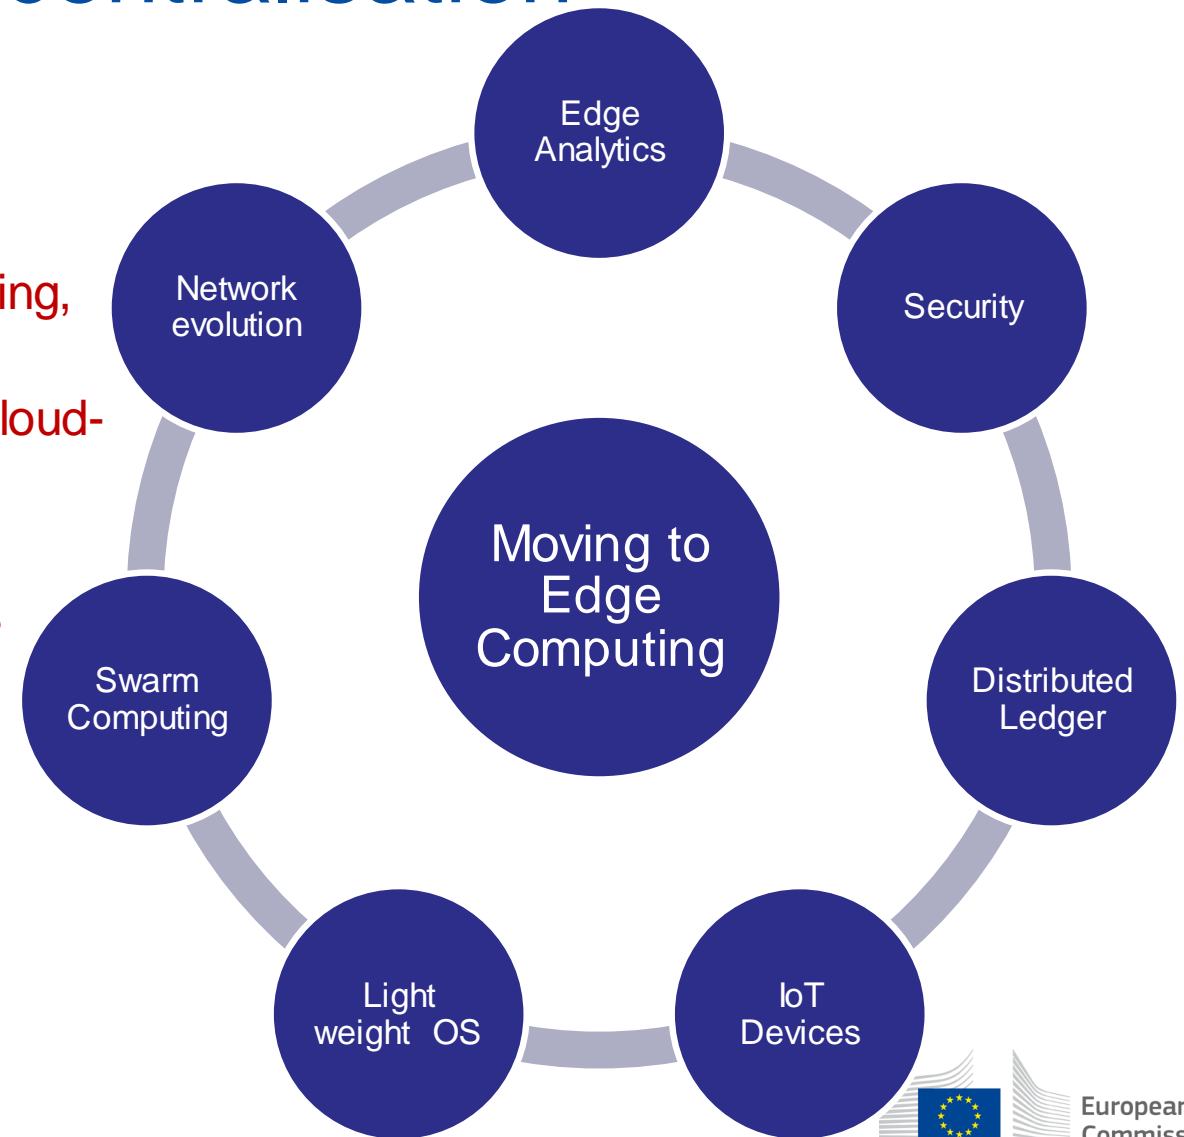 centralisation
Edge
Analytics
Network
evolution
Security
ing,
loud-
Moving to
Edge
Computing
Swarm
Computing
Distributed
Ledger
Light
weight OS
IoT
Devices
European